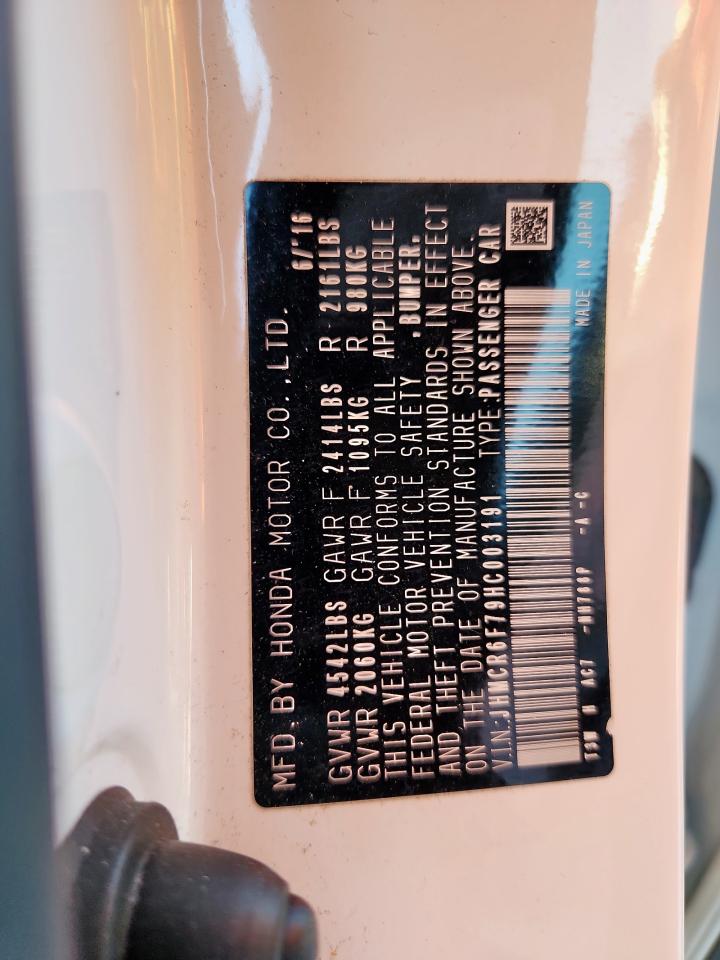 MFD. BY HONDA MOTOR CO., LTD. 6/'16
GVWR 4542LBS GAWR F 2414LBS R 2161LBS
GVWR 2060KG GAWR F 1095KG R 980KG
THIS VEHICLE CONFORMS TO ALL APPLICABLE
FEDERAL MOTOR VEHICLE SAFETY ,BUMPER,
AND THEFT PREVENTION STANDARDS IN EFFECT
ON THE DATE OF MANUFACTURE SHOWN ABOVE.
V.I.N.:JHMCR6F79HC003191 TYPE:PASSENGER CAR
AC7 -NH788P -A -C MADE IN JAPAN